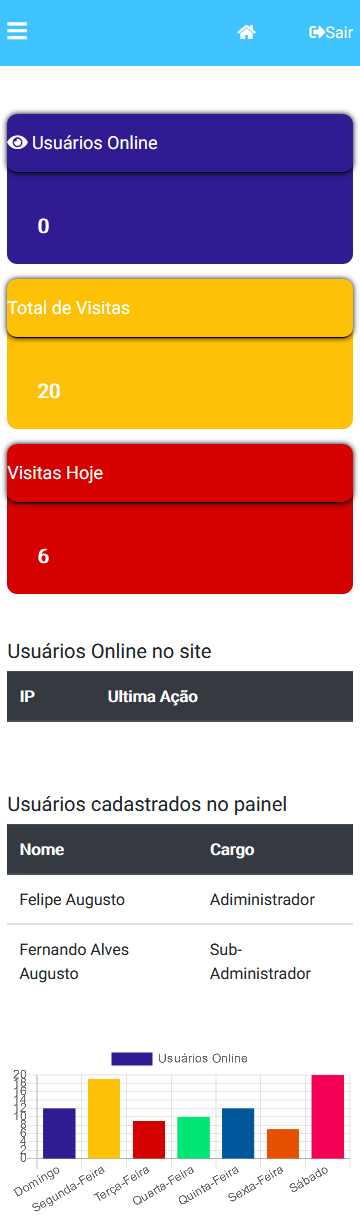 Sair
Usuários Online
0
Total de Visitas
20
Visitas Hoje
6
Usuários Online no site
IP Ultima Ação
Usuários cadastrados no painel
Nome Cargo
Felipe Augusto Adiministrador
Fernando Alves Sub-
Augusto Administrador
Usuários Online
20
18
16
14
12
10
8
6
4
2
0
Domingo Segunda-Feira Terça-Feira Quarta-Feira Quinta-Feira Sexta-Feira Sábado